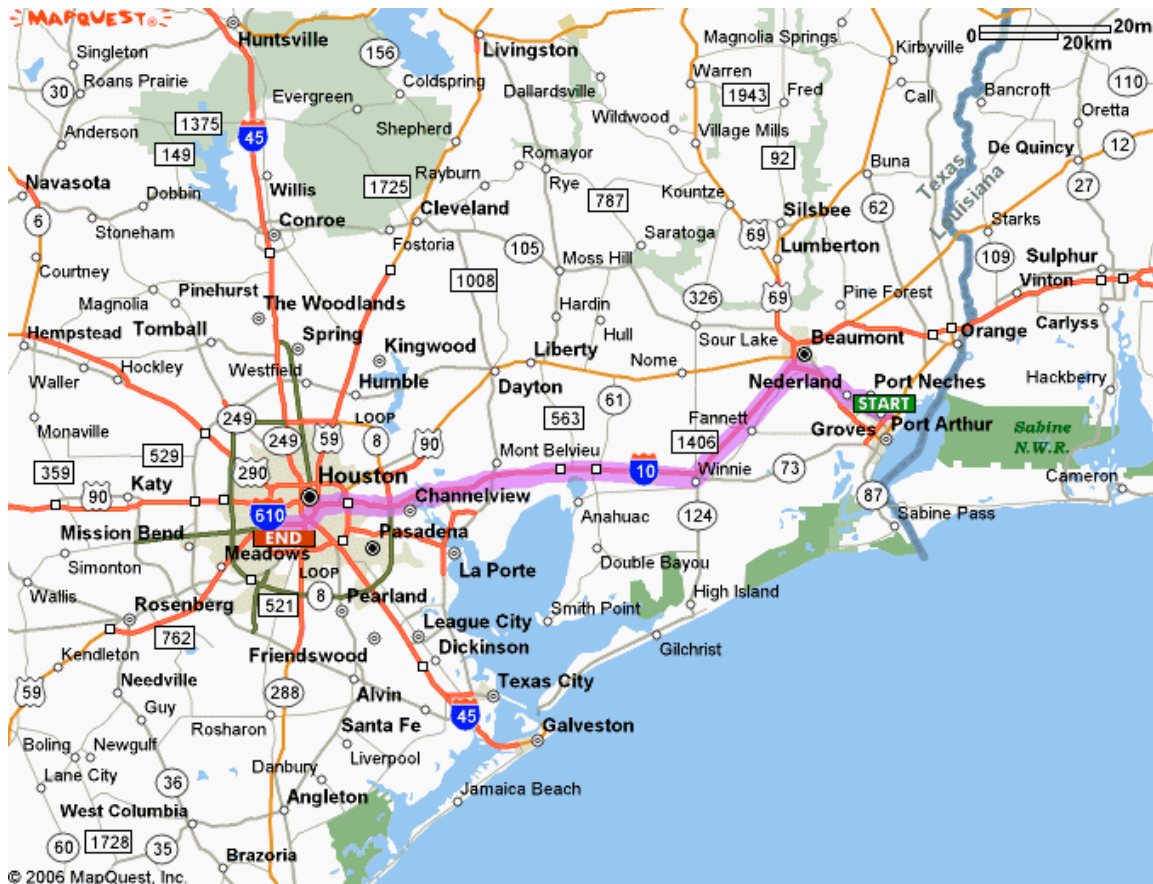 MAPQUEST
Huntsville
156
Livingston
Magnolia Springs
Kirbyville
0 20mi
20km
Singleton
30
Roans Prairie
Coldspring
Evergreen
Dallardsville
Warren
1943
Fred
Call
Bancroft
110
Oretta
Anderson
1375
149
45
Shepherd
Wildwood
Village Mills
92
Buna
De Quincy
12
Navasota
Dobbin
Willis
1725
Rayburn
Romayor
Rye
787
Kountze
Silsbee
62
Texas
Louisiana
27
6
Stoneham
Conroe
Cleveland
Fostoria
105
Saratoga
69
Lumberton
Starks
Courtney
Magnolia
Pinehurst
The Woodlands
1008
Moss Hill
326
69
Pine Forest
109
Sulphur
Vinton
Hempstead
Tomball
Spring
Kingwood
Hardin
Hull
Sour Lake
Beaumont
Orange
Carlyss
Waller
Hockley
Westfield
Humble
Liberty
Dayton
Nome
Nederland
Port Neches
START
Hackberry
Monaville
249
249
59
LOOP
8
90
563
61
Fannett
Groves
Port Arthur
Sabine
N.W.R.
359
529
290
Mont Belvieu
1406
10
Winnie
73
Cameron
90
Katy
Houston
Channelview
87
Mission Bend
610
END
Pasadena
Anahuac
124
Sabine Pass
Simonton
Meadows
La Porte
Double Bayou
Wallis
Rosenberg
521
LOOP
8
Pearland
Smith Point
High Island
762
League City
Gilchrist
Kendleton
Friendswood
Dickinson
59
Needville
288
Alvin
Texas City
Guy
Rosharon
Santa Fe
45
Galveston
Boling
Newgulf
Liverpool
Lane City
36
Danbury
Jamaica Beach
West Columbia
Angleton
60
1728
35
Brazoria
© 2006 MapQuest, Inc.